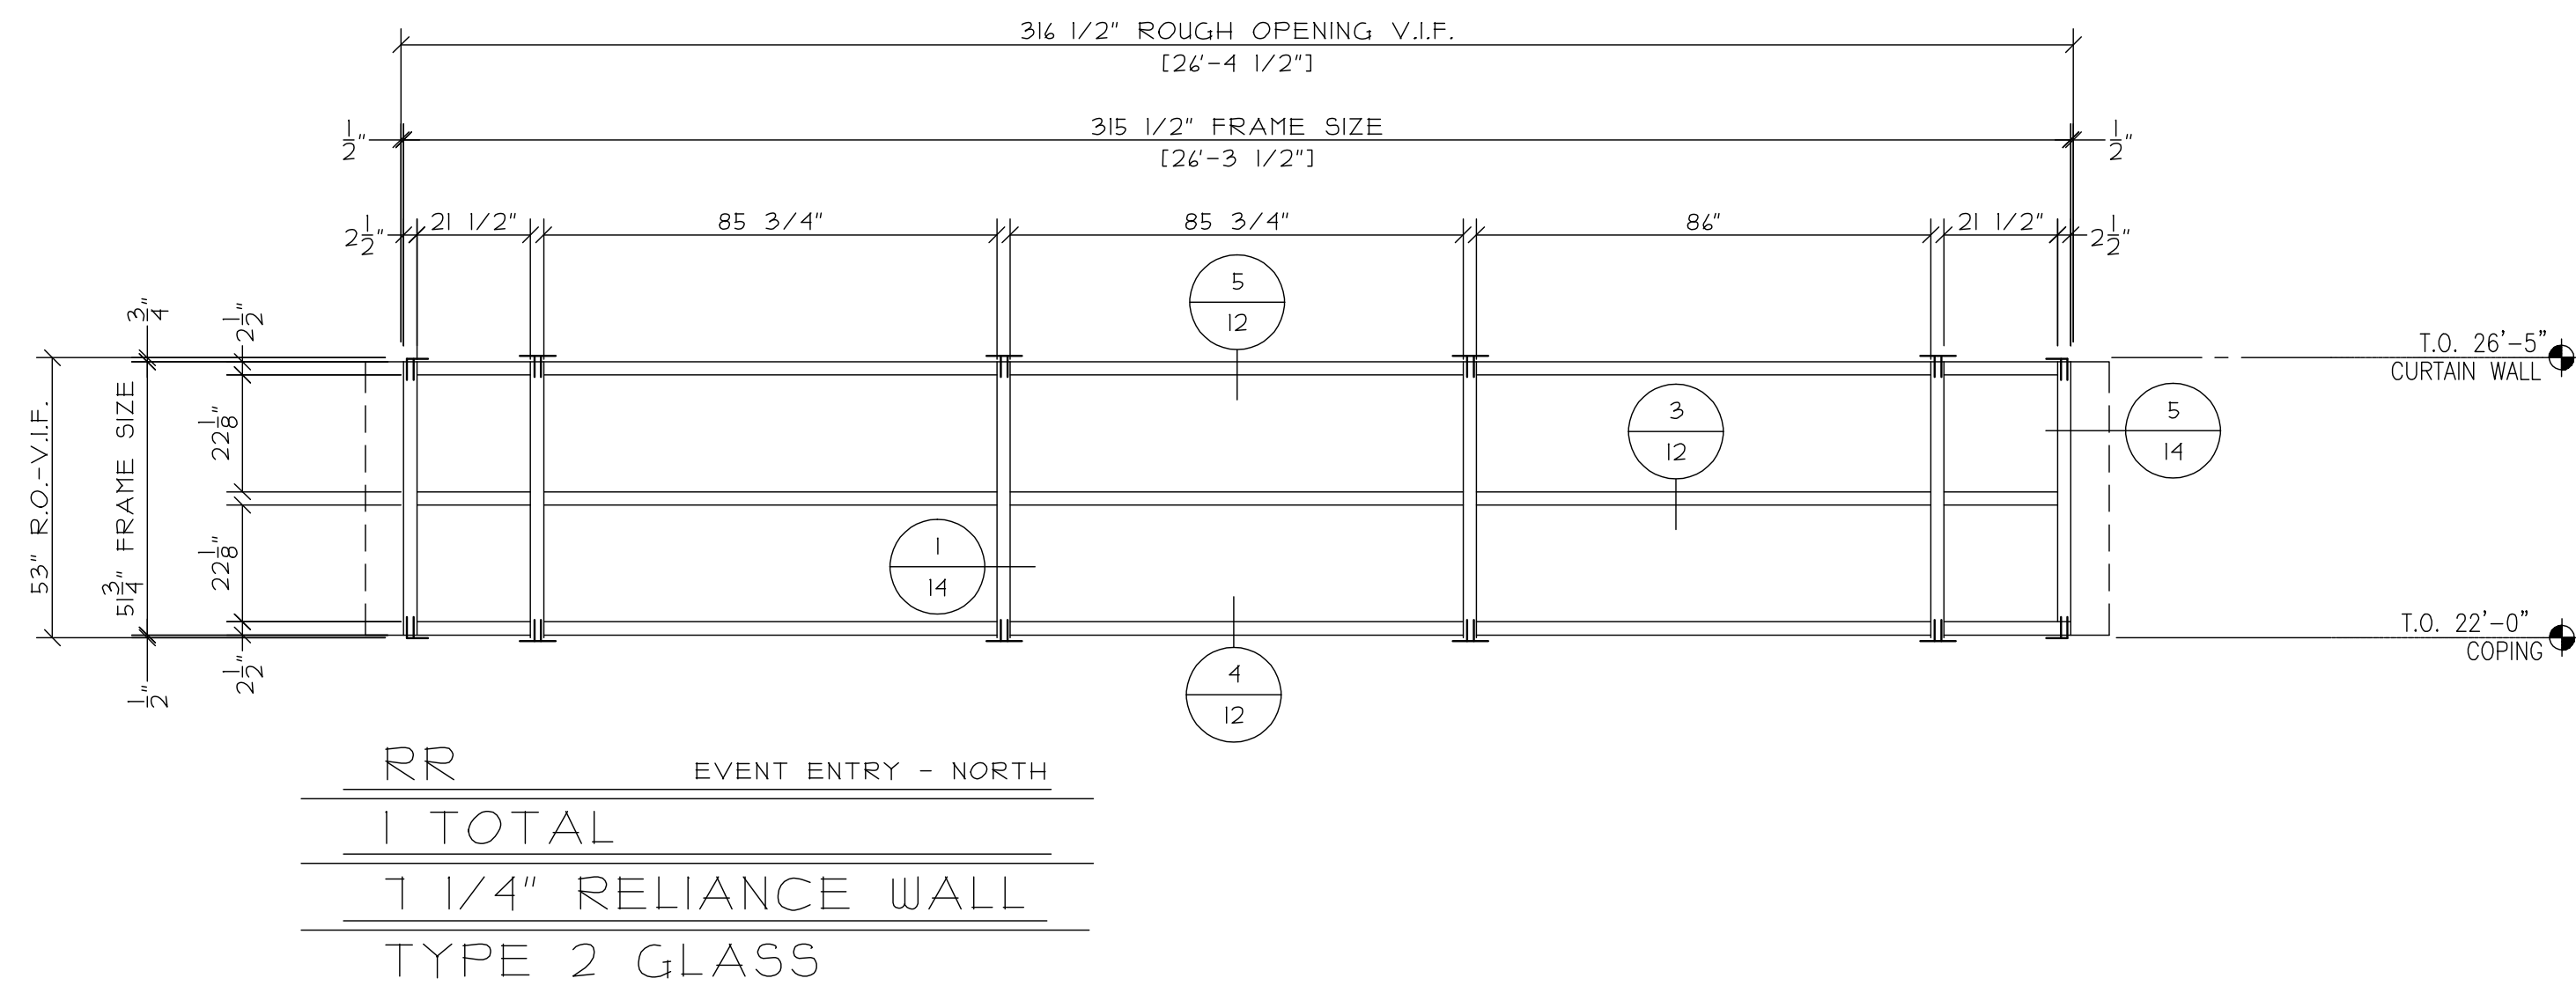 316 1/2" ROUGH OPENING V.I.F.
[26'-4 1/2"]
1/2" 315 1/2" FRAME SIZE 1/2"
[26'-3 1/2"]
2 1/2" 21 1/2" 85 3/4" 85 3/4" 86" 21 1/2" 2 1/2"
5
12
3/4"
2 1/2"
T.O. 26'-5"
CURTAIN WALL
3
12
5
14
53" R.O.-V.I.F.
51 3/4" FRAME SIZE
22 1/8"
22 1/8"
1
14
T.O. 22'-0"
COPING
1/2"
2 1/2"
4
12
RR EVENT ENTRY - NORTH
1 TOTAL
7 1/4" RELIANCE WALL
TYPE 2 GLASS